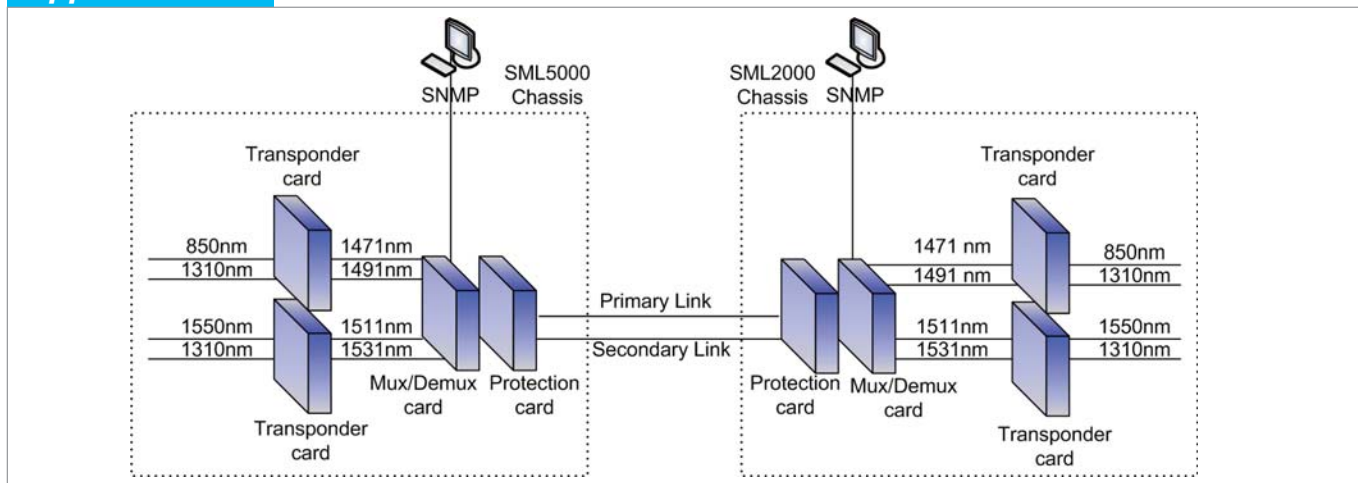 SML5000
Chassis
SNMP
SML2000
Chassis
SNMP
Transponder
card
850nm
1310nm
1471nm
1491nm
1550nm
1310nm
1511nm
1531nm
Transponder
card
Mux/Demux
card
Protection
card
Primary Link
Secondary Link
Protection
card
Mux/Demux
card
Transponder
card
1471 nm
1491 nm
850nm
1310nm
1511nm
1531nm
1550nm
1310nm
Transponder
card